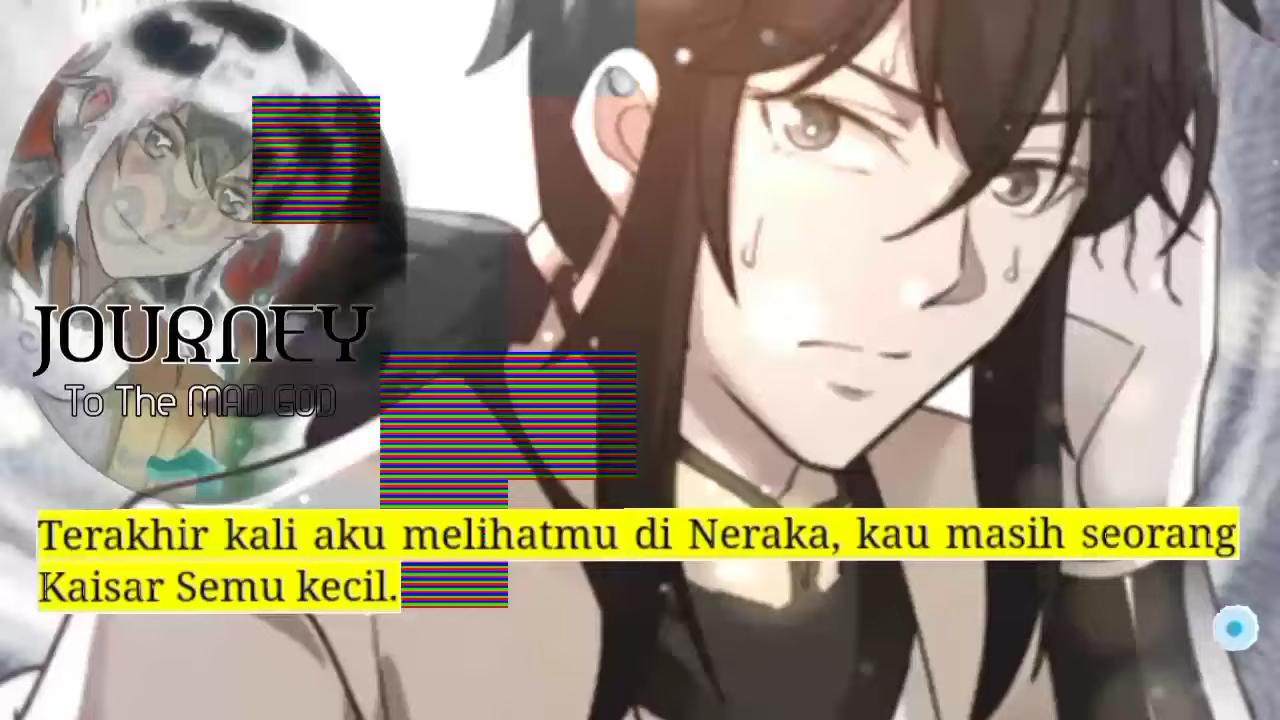 JOURNEY
To The MAD GOD
Terakhir kali aku melihatmu di Neraka, kau masih seorang
Kaisar Semu kecil.